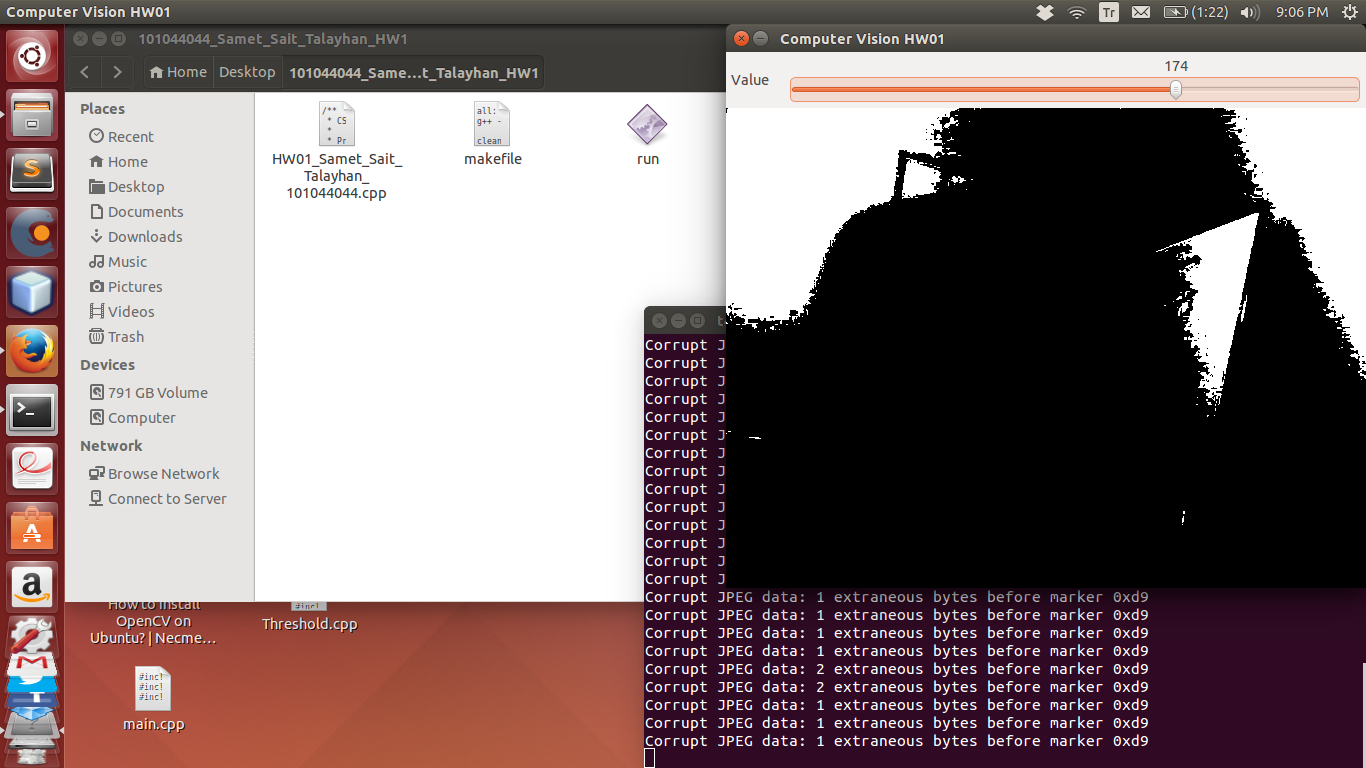 Computer Vision HW01
Tr
(1:22)
9:06 PM
101044044_Samet_Sait_Talayhan_HW1
Home
Desktop
101044044_Same…t_Talayhan_HW1
Places
Recent
Home
Desktop
Documents
Downloads
Music
Pictures
Videos
Trash
Devices
791 GB Volume
Computer
Network
Browse Network
Connect to Server
/**
* CS
*
* Pr
HW01_Samet_Sait_
Talayhan_
101044044.cpp
all:
g++ -
clean
makefile
run
Computer Vision HW01
174
Value
How to Install
OpenCV on
Ubuntu? | Necme…
#incl
Threshold.cpp
#inc!
#inc!
#inc!
main.cpp
Corrupt J
Corrupt J
Corrupt J
Corrupt J
Corrupt J
Corrupt J
Corrupt J
Corrupt J
Corrupt J
Corrupt J
Corrupt J
Corrupt J
Corrupt J
Corrupt J
Corrupt JPEG data: 1 extraneous bytes before marker 0xd9
Corrupt JPEG data: 1 extraneous bytes before marker 0xd9
Corrupt JPEG data: 1 extraneous bytes before marker 0xd9
Corrupt JPEG data: 1 extraneous bytes before marker 0xd9
Corrupt JPEG data: 2 extraneous bytes before marker 0xd9
Corrupt JPEG data: 2 extraneous bytes before marker 0xd9
Corrupt JPEG data: 1 extraneous bytes before marker 0xd9
Corrupt JPEG data: 1 extraneous bytes before marker 0xd9
Corrupt JPEG data: 1 extraneous bytes before marker 0xd9